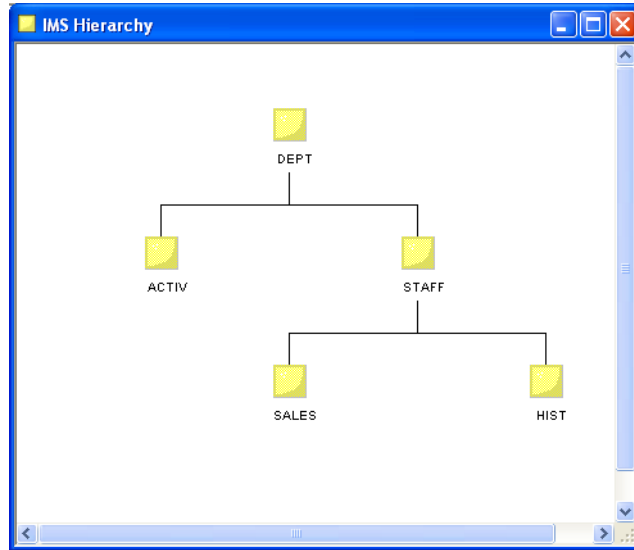 IMS Hierarchy
DEPT
ACTIV
STAFF
SALES
HIST